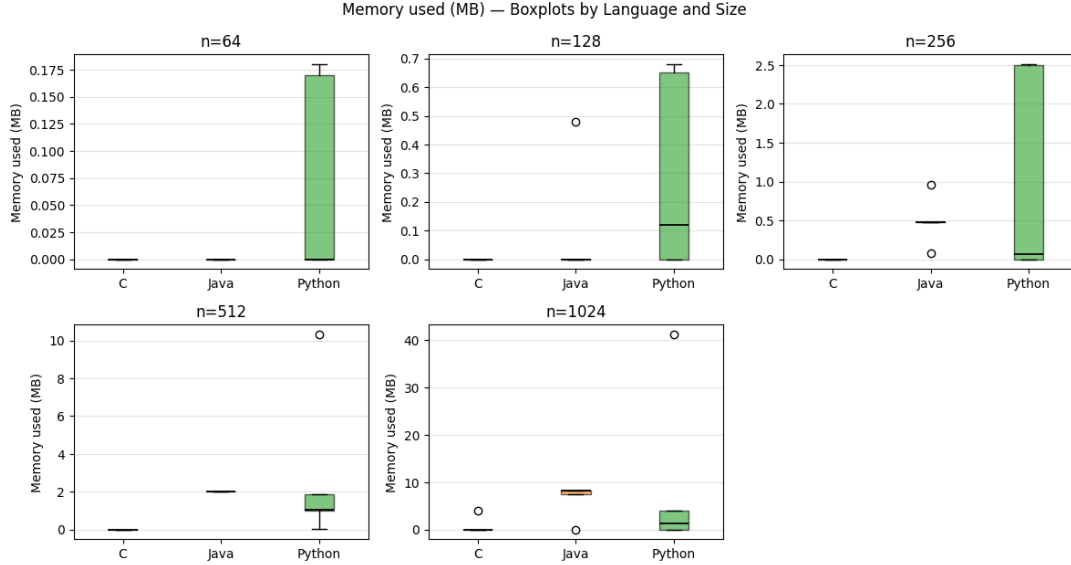 Memory used (MB) — Boxplots by Language and Size
n=64
Memory used (MB)
0.175
0.150
0.125
0.100
0.075
0.050
0.025
0.000
C Java Python
n=128
Memory used (MB)
0.7
0.6
0.5
0.4
0.3
0.2
0.1
0.0
C Java Python
n=256
Memory used (MB)
2.5
2.0
1.5
1.0
0.5
0.0
C Java Python
n=512
Memory used (MB)
10
8
6
4
2
0
C Java Python
n=1024
Memory used (MB)
40
30
20
10
0
C Java Python